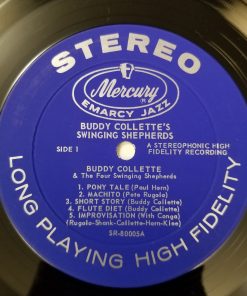 STEREO
Mercury
EMARCY JAZZ
BUDDY COLLETTE'S
SWINGING SHEPHERDS
SIDE 1
A STEREOPHONIC HIGH
FIDELITY RECORDING
BUDDY COLLETTE
& The Four Swinging Shepherds
1. PONY TALE (Paul Horn)
2. MACHITO (Pete Rugolo)
3. SHORT STORY (Buddy Collette)
4. FLUTE DIET (Buddy Collette)
5. IMPROVISATION (With Conga)
(Rugolo-Shank-Collette-Horn-Klee)
SR-80005A
LONG PLAYING HIGH FIDELITY